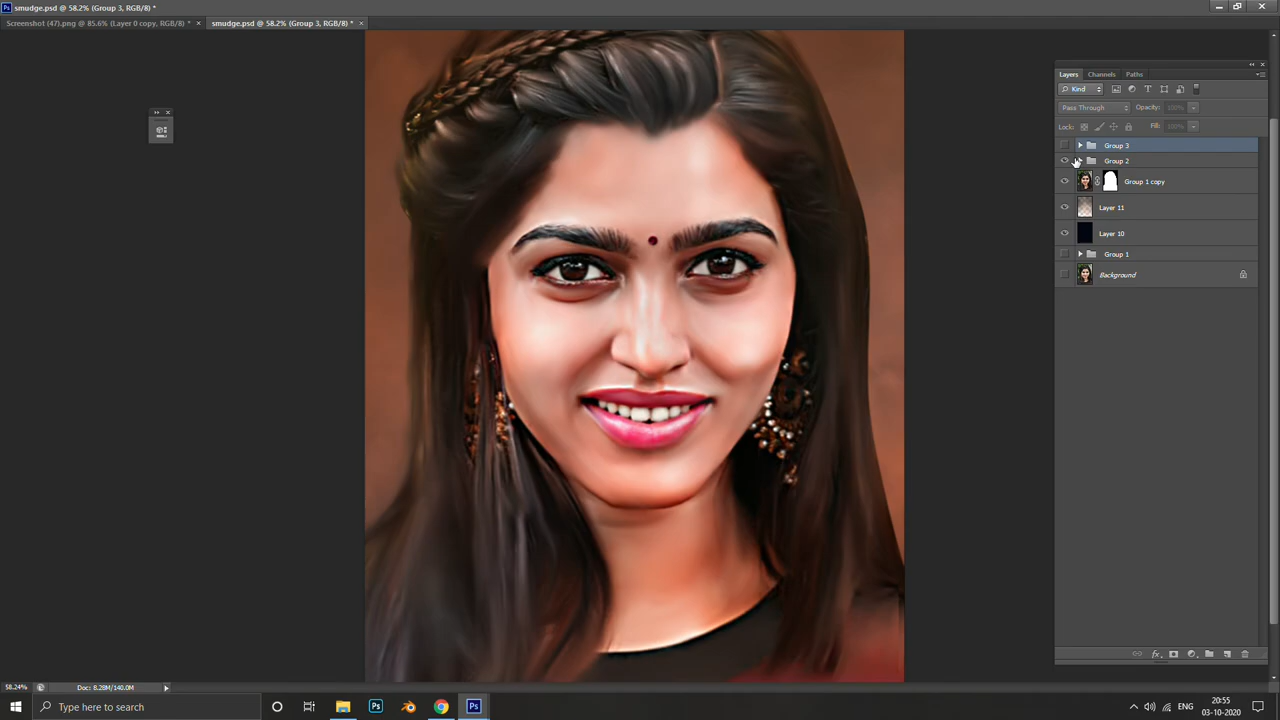 smudge.psd @ 58.2% (Group 3, RGB/8) *
Screenshot (47).png @ 85.6% (Layer 0 copy, RGB/8) * × smudge.psd @ 58.2% (Group 3, RGB/8) * ×
Layers Channels Paths
Kind
Pass Through Opacity: 100%
Lock: Fill: 100%
Group 3
Group 2
Group 1 copy
Layer 11
Layer 10
Group 1
Background
58.24% Doc: 8.28M/140.0M
Type here to search
ENG
20:55
03-10-2020